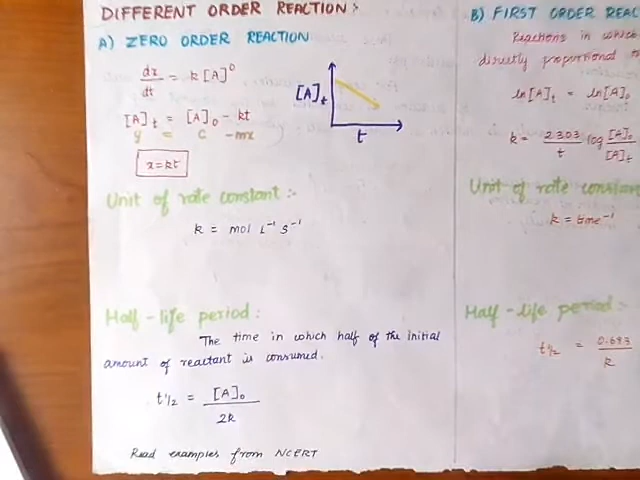 DIFFERENT ORDER REACTION :-
A) ZERO ORDER REACTION
dx/dt = k [A]⁰
[A]t = [A]₀ - kt
y = c -mx
x = kt
[A]t
t
Unit of rate constant :-
k = mol L⁻¹ s⁻¹
Half-life period :
The time in which half of the initial
amount of reactant is consumed.
t½ = [A]₀/2k
Read examples from NCERT
B) FIRST ORDER REAC
Reactions in which
directly proportional
ln[A]t = ln[A]₀
k = 2.303/t log [A]₀/[A]t
Unit of rate constan
k = time⁻¹
Half-life period :-
t½ = 0.693/k